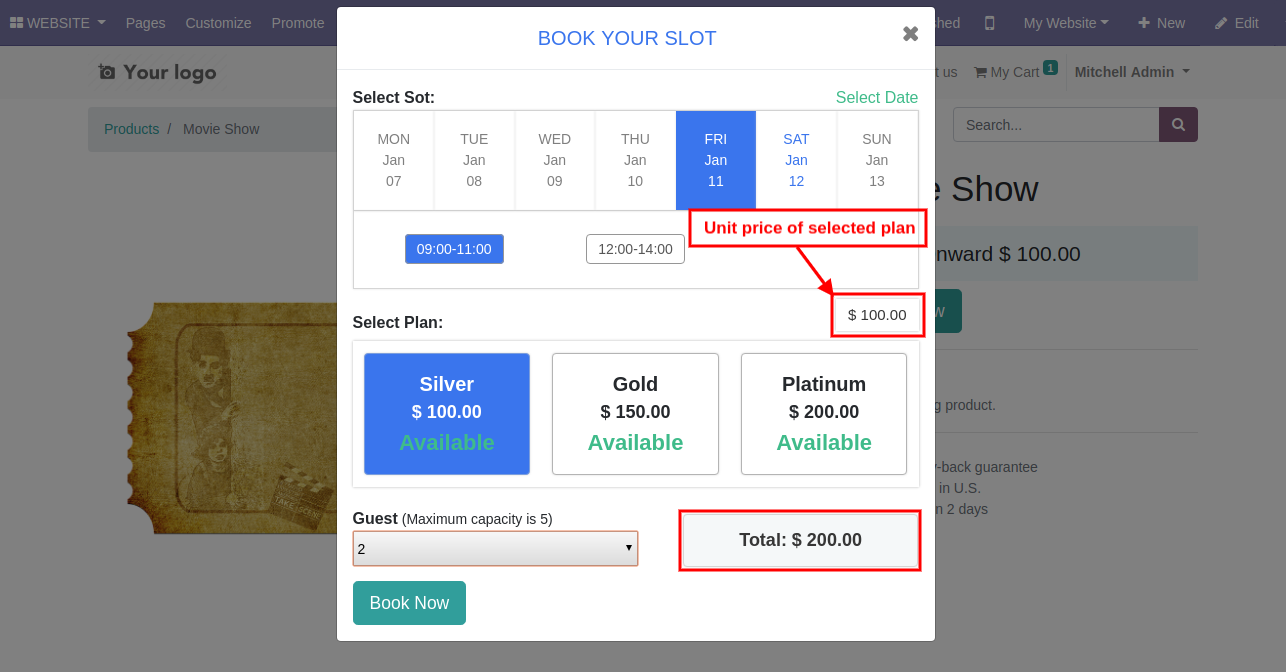 WEBSITE Pages Customize Promote My Website New Edit
BOOK YOUR SLOT
Your logo
t us My Cart 1 Mitchell Admin
Select Sot: Select Date
Products / Movie Show
Search...
MON TUE WED THU FRI SAT SUN
Jan Jan Jan Jan Jan Jan Jan
07 08 09 10 11 12 13
Show
Unit price of selected plan
09:00-11:00 12:00-14:00
nward $ 100.00
$ 100.00
Select Plan:
Silver Gold Platinum
$ 100.00 $ 150.00 $ 200.00
Available Available Available
g product.
y-back guarantee
in U.S.
n 2 days
TAKE SCENE
Guest (Maximum capacity is 5)
2
Total: $ 200.00
Book Now